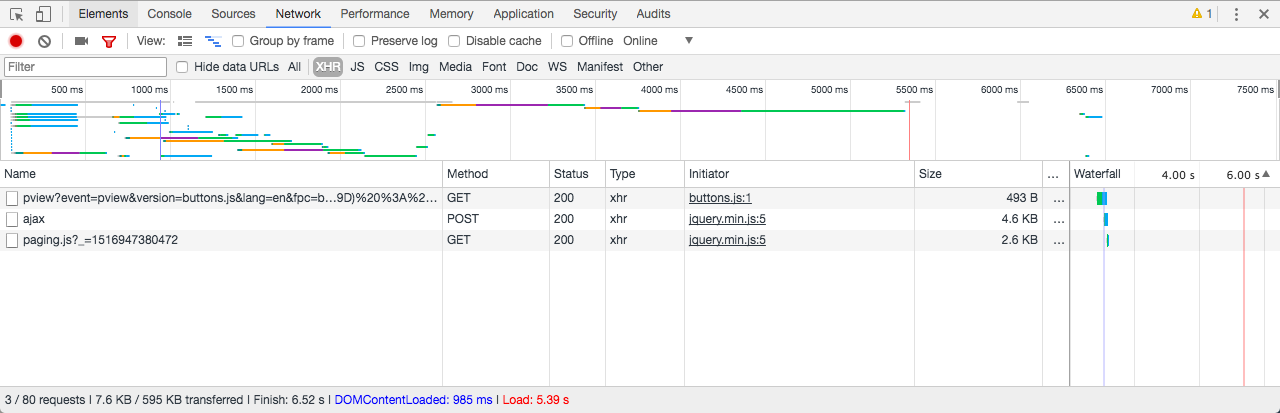 Elements Console Sources Network Performance Memory Application Security Audits 1
View: Group by frame Preserve log Disable cache Offline Online
Filter Hide data URLs All XHR JS CSS Img Media Font Doc WS Manifest Other
500 ms 1000 ms 1500 ms 2000 ms 2500 ms 3000 ms 3500 ms 4000 ms 4500 ms 5000 ms 5500 ms 6000 ms 6500 ms 7000 ms 7500 ms
Name Method Status Type Initiator Size ... Waterfall 4.00 s 6.00 s
pview?event=pview&version=buttons.js&lang=en&fpc=b...9D)%20%3A%2... GET 200 xhr buttons.js:1 493 B ...
ajax POST 200 xhr jquery.min.js:5 4.6 KB ...
paging.js?_=1516947380472 GET 200 xhr jquery.min.js:5 2.6 KB ...
3 / 80 requests | 7.6 KB / 595 KB transferred | Finish: 6.52 s | DOMContentLoaded: 985 ms | Load: 5.39 s